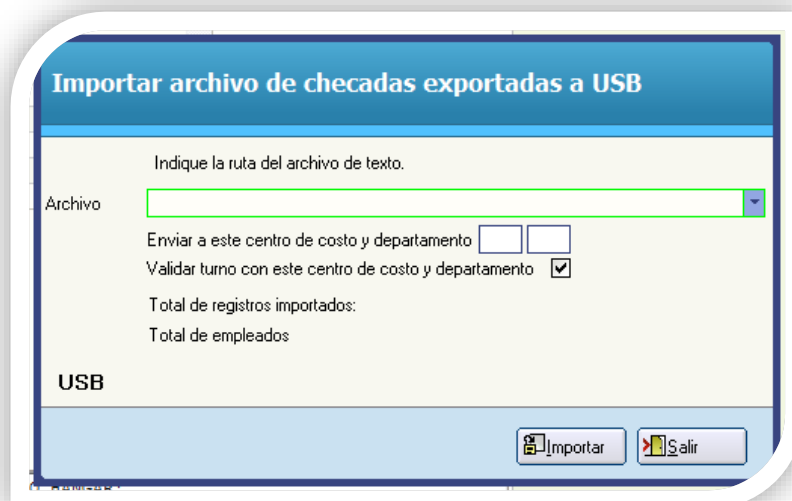 Importar archivo de checadas exportadas a USB
Indique la ruta del archivo de texto.
Archivo
Enviar a este centro de costo y departamento
Validar turno con este centro de costo y departamento
Total de registros importados:
Total de empleados
USB
Importar Salir